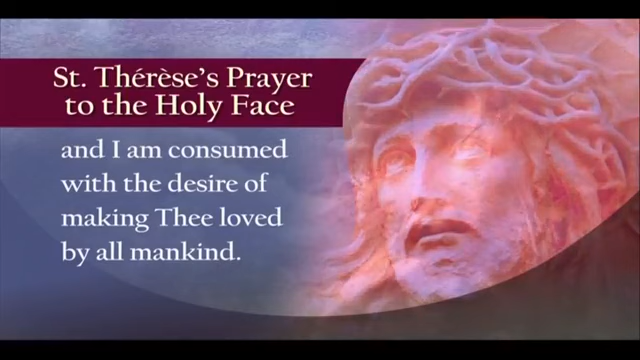 St. Thérèse's Prayer
to the Holy Face
and I am consumed
with the desire of
making Thee loved
by all mankind.